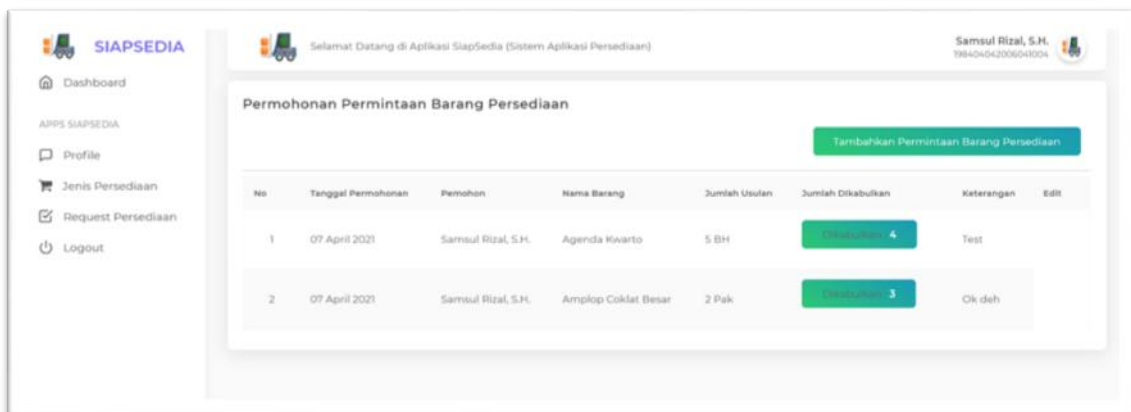 SIAPSEDIA
Dashboard
APPS SIAPSEDIA
Profile
Jenis Persediaan
Request Persediaan
Logout
Selamat Datang di Aplikasi SiapSedia (Sistem Aplikasi Persediaan)
Samsul Rizal, S.H.
198404042006041004
Permohonan Permintaan Barang Persediaan
Tambahkan Permintaan Barang Persediaan
No Tanggal Permohonan Pemohon Nama Barang Jumlah Usulan Jumlah Dikabulkan Keterangan Edit
1 07 April 2021 Samsul Rizal, S.H. Agenda Kwarto 5 BH Dikabulkan 4 Test
2 07 April 2021 Samsul Rizal, S.H. Amplop Coklat Besar 2 Pak Dikabulkan 3 Ok deh